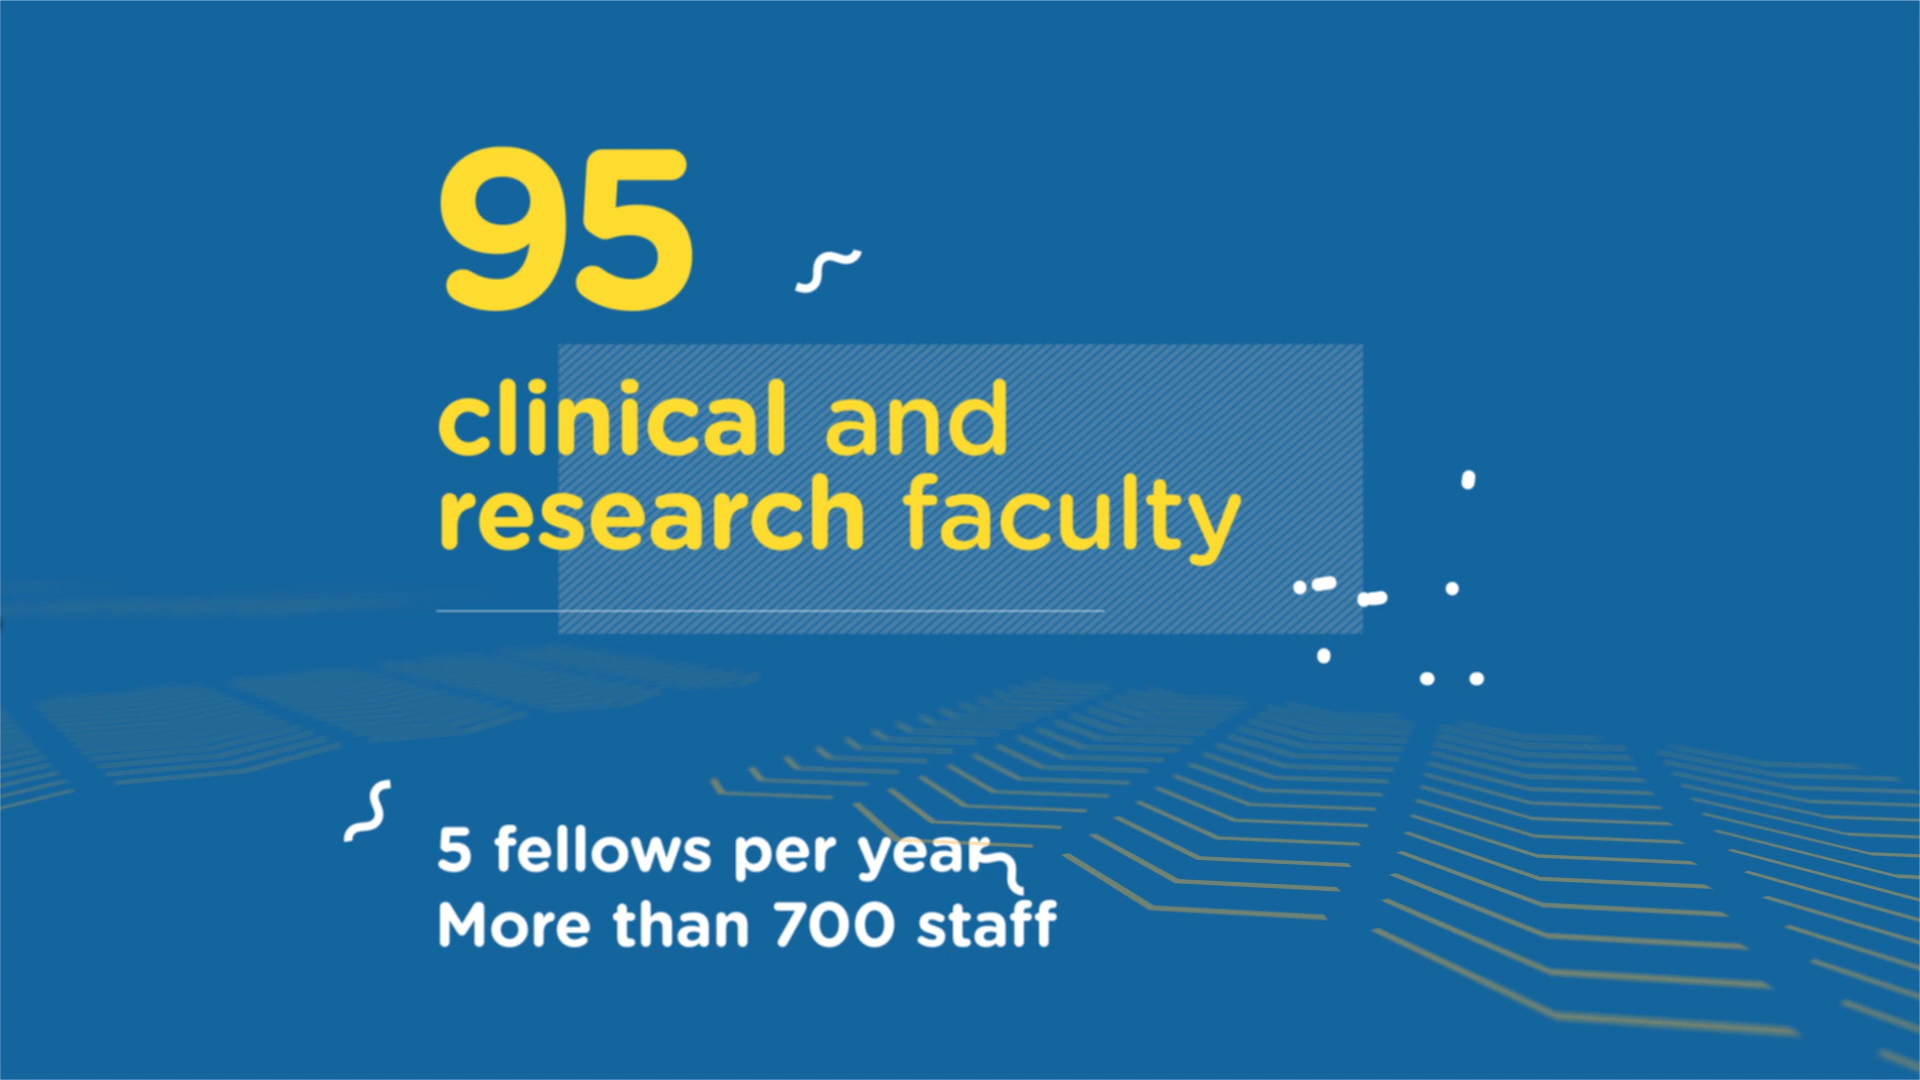 95
clinical and
research faculty
5 fellows per year
More than 700 staff